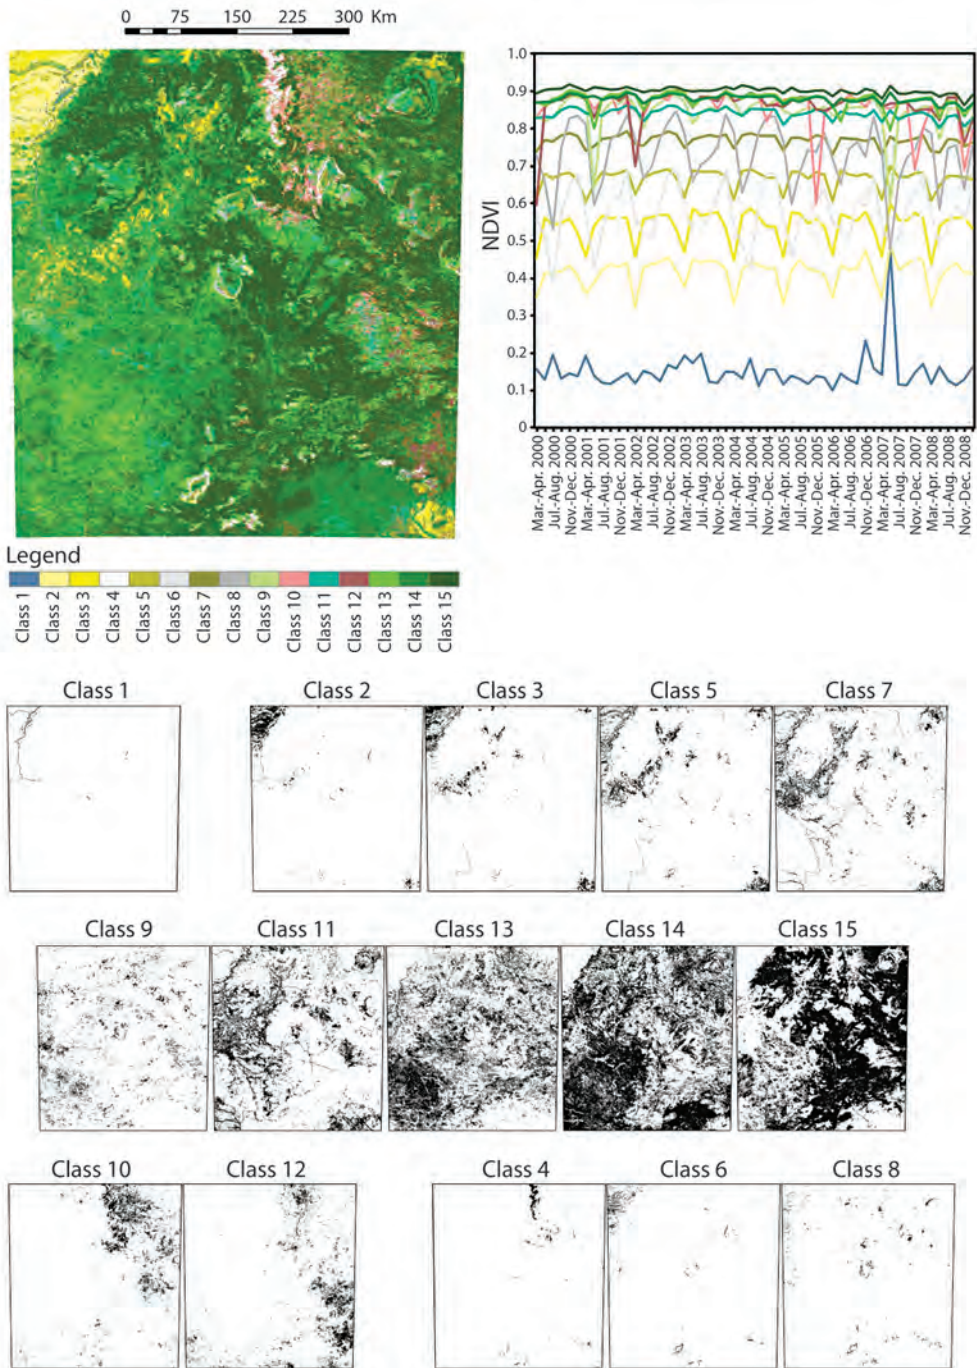 0 75 150 225 300 Km
1.0
0.9
0.8
0.7
0.6
0.5
0.4
0.3
0.2
0.1
0
NDVI
Mar.-Apr. 2000
Jul.-Aug. 2000
Nov.-Dec. 2000
Mar.-Apr. 2001
Jul.-Aug. 2001
Nov.-Dec. 2001
Mar.-Apr. 2002
Jul.-Aug. 2002
Nov.-Dec. 2002
Mar.-Apr. 2003
Jul.-Aug. 2003
Nov.-Dec. 2003
Mar.-Apr. 2004
Jul.-Aug. 2004
Nov.-Dec. 2004
Mar.-Apr. 2005
Jul.-Aug. 2005
Nov.-Dec. 2005
Mar.-Apr. 2006
Jul.-Aug. 2006
Nov.-Dec. 2006
Mar.-Apr. 2007
Jul.-Aug. 2007
Nov.-Dec. 2007
Mar.-Apr. 2008
Jul.-Aug. 2008
Nov.-Dec. 2008
Legend
Class 1
Class 2
Class 3
Class 4
Class 5
Class 6
Class 7
Class 8
Class 9
Class 10
Class 11
Class 12
Class 13
Class 14
Class 15
Class 1 Class 2 Class 3 Class 5 Class 7
Class 9 Class 11 Class 13 Class 14 Class 15
Class 10 Class 12 Class 4 Class 6 Class 8